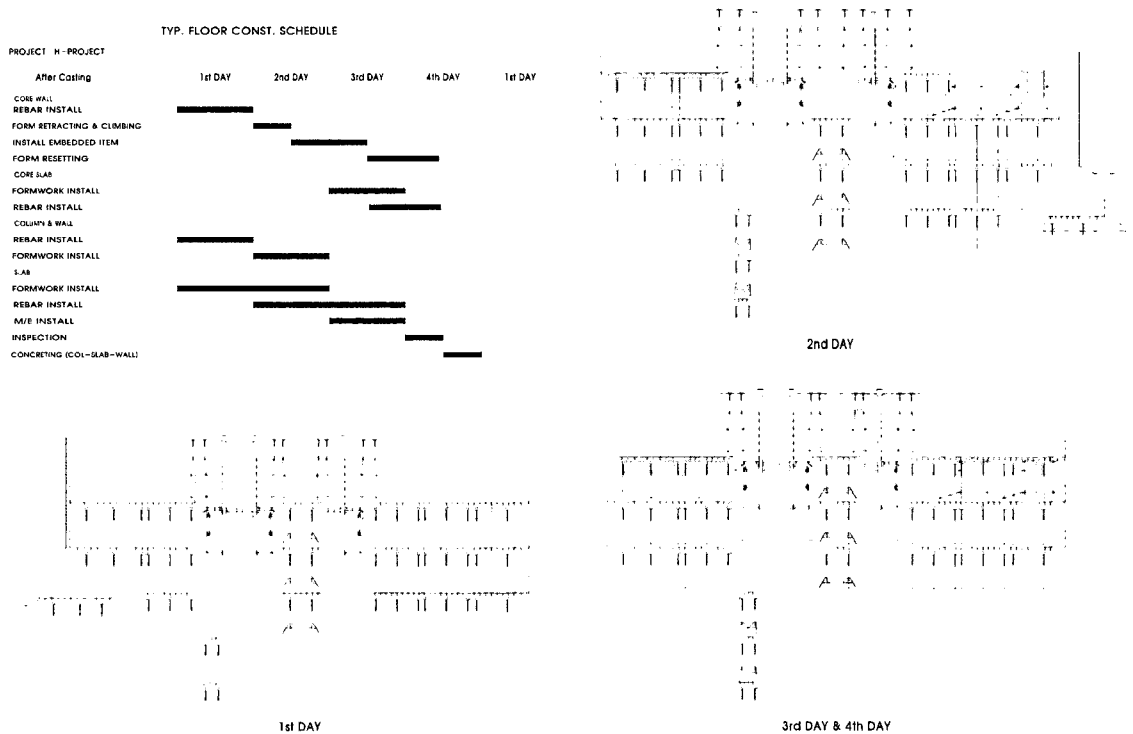 TYP. FLOOR CONST. SCHEDULE
PROJECT H-PROJECT
After Casting 1st DAY 2nd DAY 3rd DAY 4th DAY 1st DAY
CORE WALL
REBAR INSTALL
FORM RETRACTING & CLIMBING
INSTALL EMBEDDED ITEM
FORM RESETTING
CORE SLAB
FORMWORK INSTALL
REBAR INSTALL
COLUMN & WALL
REBAR INSTALL
FORMWORK INSTALL
SLAB
FORMWORK INSTALL
REBAR INSTALL
M/E INSTALL
INSPECTION
CONCRETING (COL-SLAB-WALL)
2nd DAY
1st DAY
3rd DAY & 4th DAY